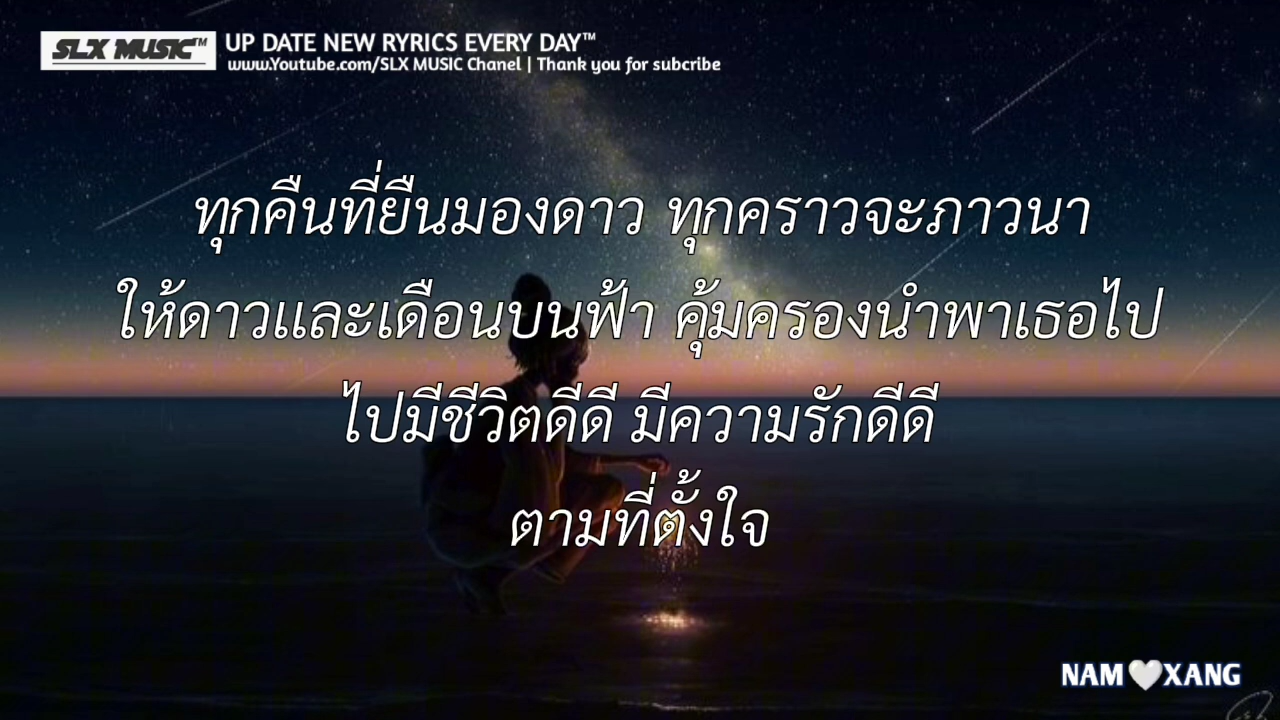 SLX MUSIC™
UP DATE NEW RYRICS EVERY DAY™
www.Youtube.com/SLX MUSIC Chanel | Thank you for subcribe
ทุกคืนที่ยืนมองดาว ทุกคราวจะภาวนา
ให้ดาวและเดือนบนฟ้า คุ้มครองนำพาเธอไป
ไปมีชีวิตดีดี มีความรักดีดี
ตามที่ตั้งใจ
NAM🤍XANG